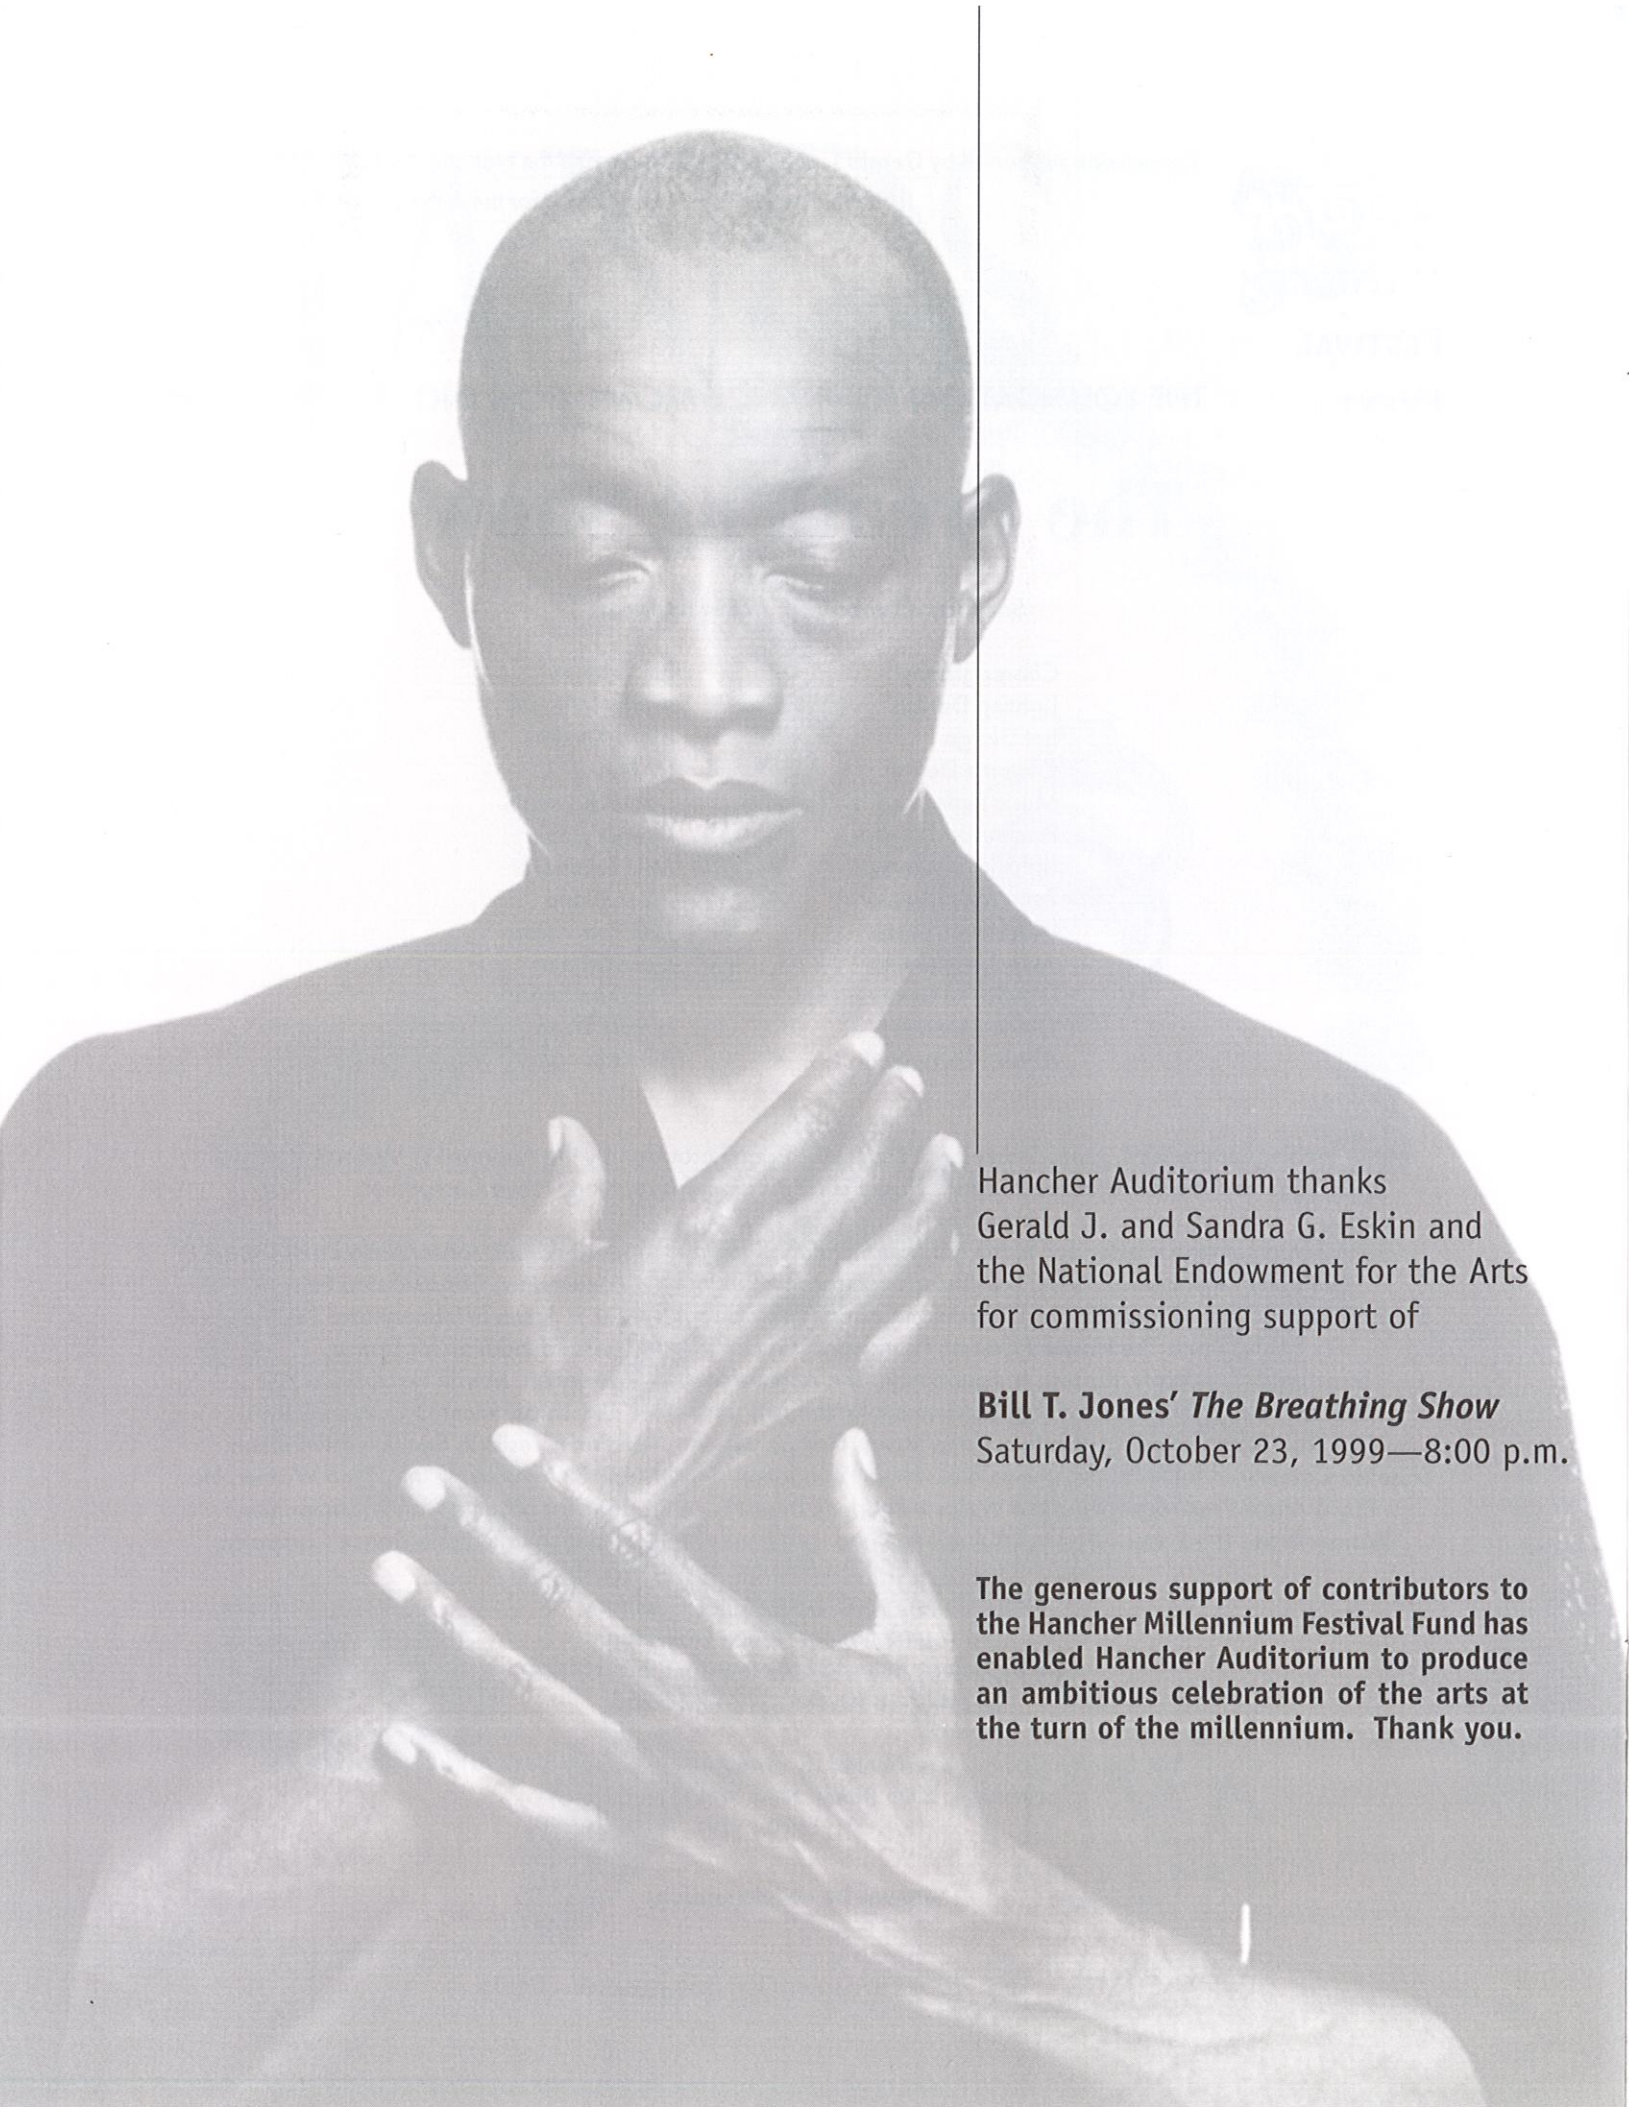 Hancher Auditorium thanks
Gerald J. and Sandra G. Eskin and
the National Endowment for the Arts
for commissioning support of
Bill T. Jones' The Breathing Show
Saturday, October 23, 1999—8:00 p.m.
The generous support of contributors to
the Hancher Millennium Festival Fund has
enabled Hancher Auditorium to produce
an ambitious celebration of the arts at
the turn of the millennium.  Thank you.